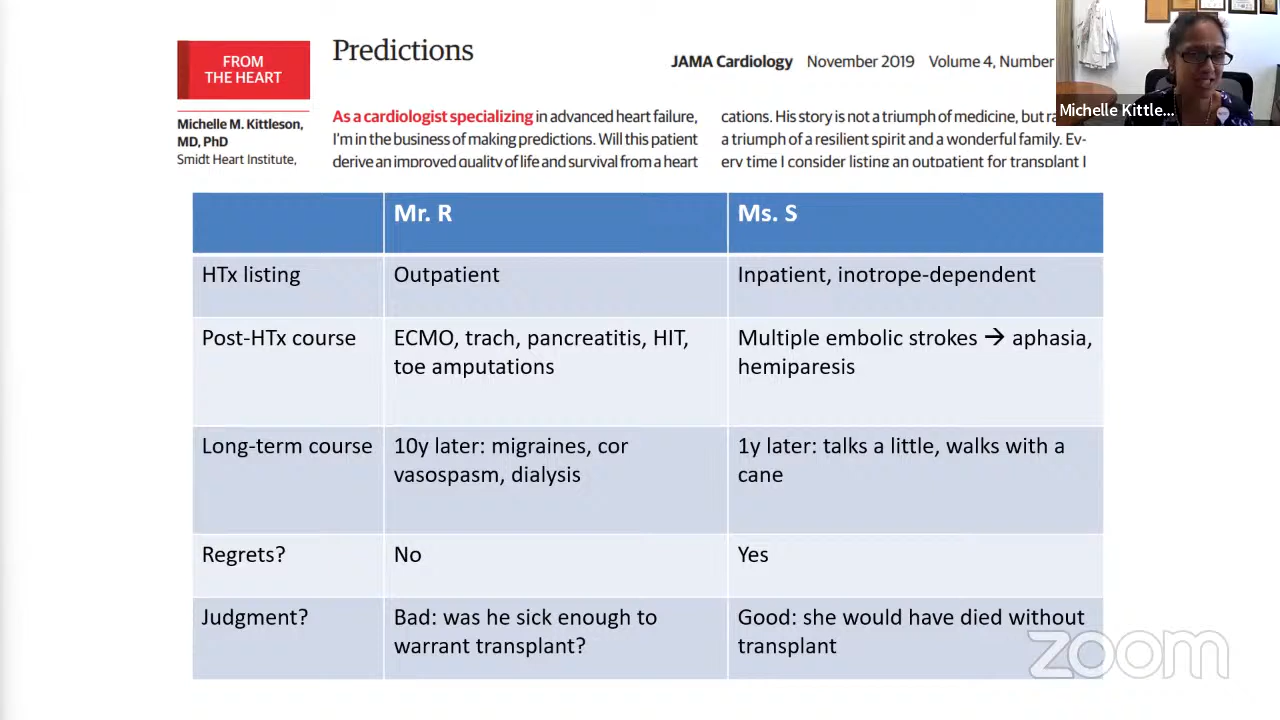 FROM
THE HEART
Predictions
JAMA Cardiology November 2019 Volume 4, Number
Michelle M. Kittleson,
MD, PhD
Smidt Heart Institute,
As a cardiologist specializing in advanced heart failure,
I'm in the business of making predictions. Will this patient
derive an improved quality of life and survival from a heart
cations. His story is not a triumph of medicine, but
a triumph of a resilient spirit and a wonderful family. Ev-
ery time I consider listing an outpatient for transplant I
Michelle Kittle...
Mr. R
Ms. S
HTx listing
Outpatient
Inpatient, inotrope-dependent
Post-HTx course
ECMO, trach, pancreatitis, HIT,
toe amputations
Multiple embolic strokes → aphasia,
hemiparesis
Long-term course
10y later: migraines, cor
vasospasm, dialysis
1y later: talks a little, walks with a
cane
Regrets?
No
Yes
Judgment?
Bad: was he sick enough to
warrant transplant?
Good: she would have died without
transplant
zoom